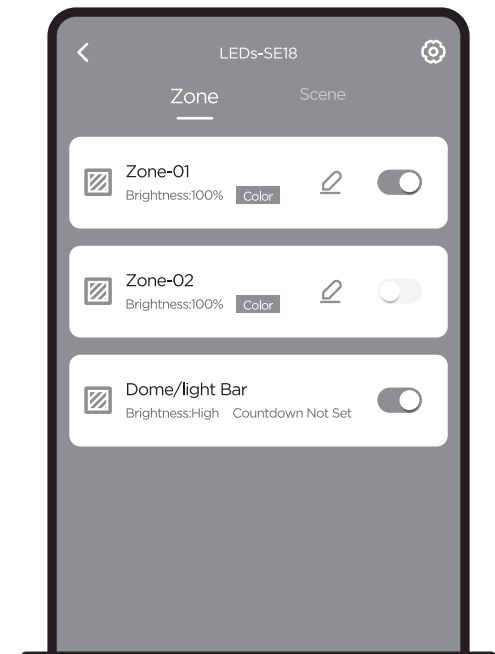 LEDs-SE18
Zone Scene
Zone-01
Brightness:100% Color
Zone-02
Brightness:100% Color
Dome/light Bar
Brightness:High Countdown Not Set